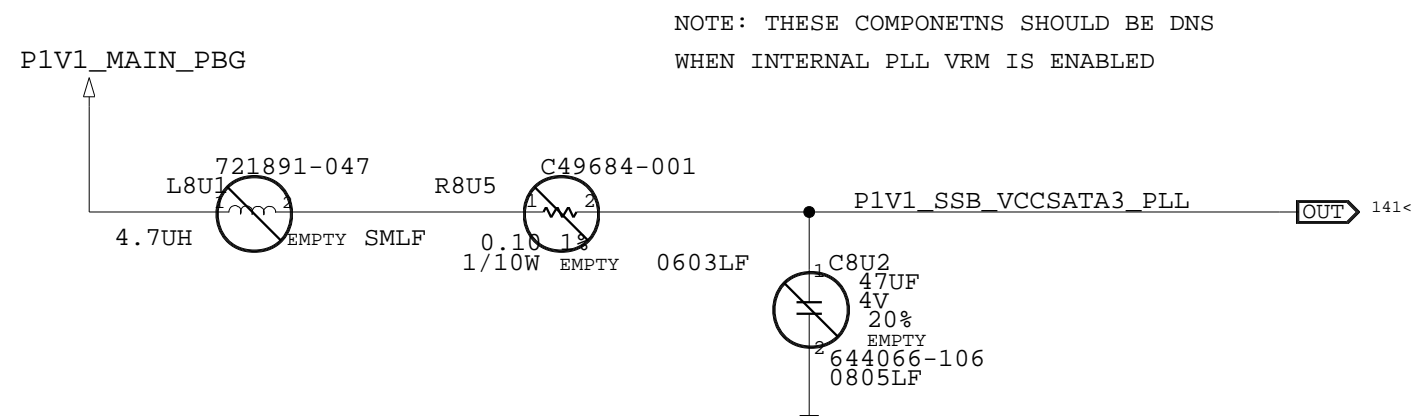 NOTE: THESE COMPONETNS SHOULD BE DNS
WHEN INTERNAL PLL VRM IS ENABLED
P1V1_MAIN_PBG
721891-047
L8U1
1 2
4.7UH
EMPTY SMLF
C49684-001
R8U5
1 2
0.10 1%
1/10W EMPTY 0603LF
P1V1_SSB_VCCSATA3_PLL
OUT 141<
1 C8U2
47UF
4V
20%
EMPTY
2 644066-106
0805LF